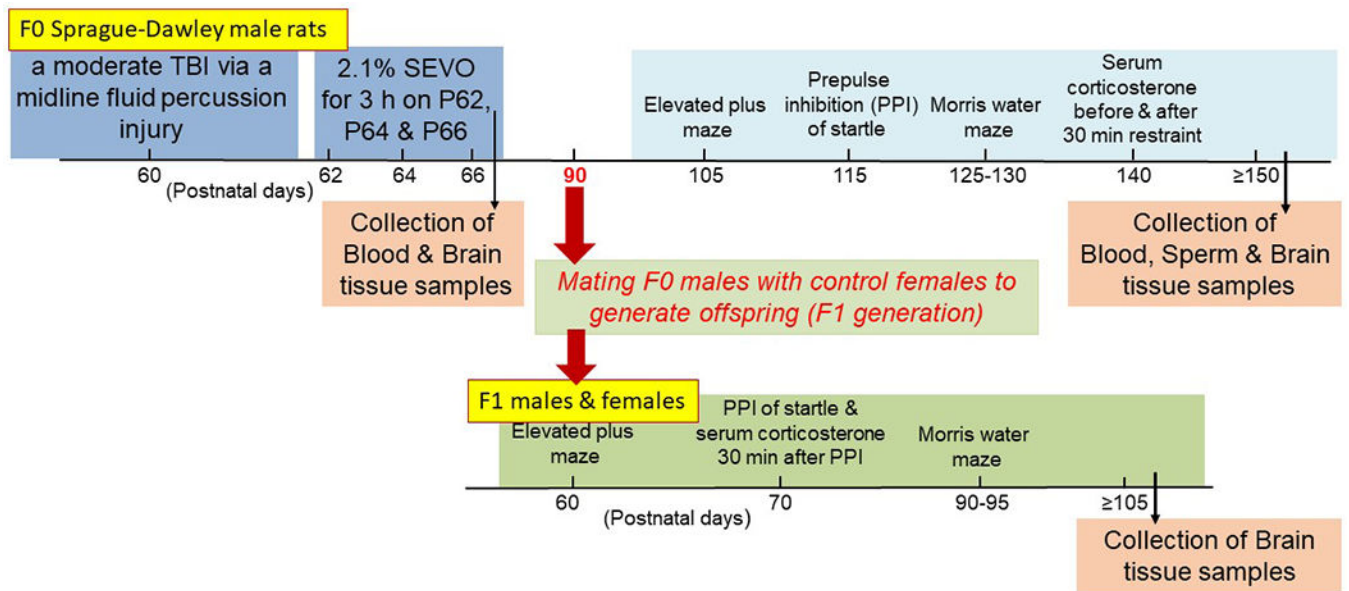 F0 Sprague-Dawley male rats
a moderate TBI via a
midline fluid percussion
injury
2.1% SEVO
for 3 h on P62,
P64 & P66
Elevated plus
maze
Prepulse
inhibition (PPI)
of startle
Morris water
maze
Serum
corticosterone
before & after
30 min restraint
60
(Postnatal days)
62
64
66
90
105
115
125-130
140
≥150
Collection of
Blood & Brain
tissue samples
Collection of
Blood, Sperm & Brain
tissue samples
Mating F0 males with control females to
generate offspring (F1 generation)
F1 males & females
Elevated plus
maze
PPI of startle &
serum corticosterone
30 min after PPI
Morris water
maze
60
(Postnatal days)
70
90-95
≥105
Collection of Brain
tissue samples